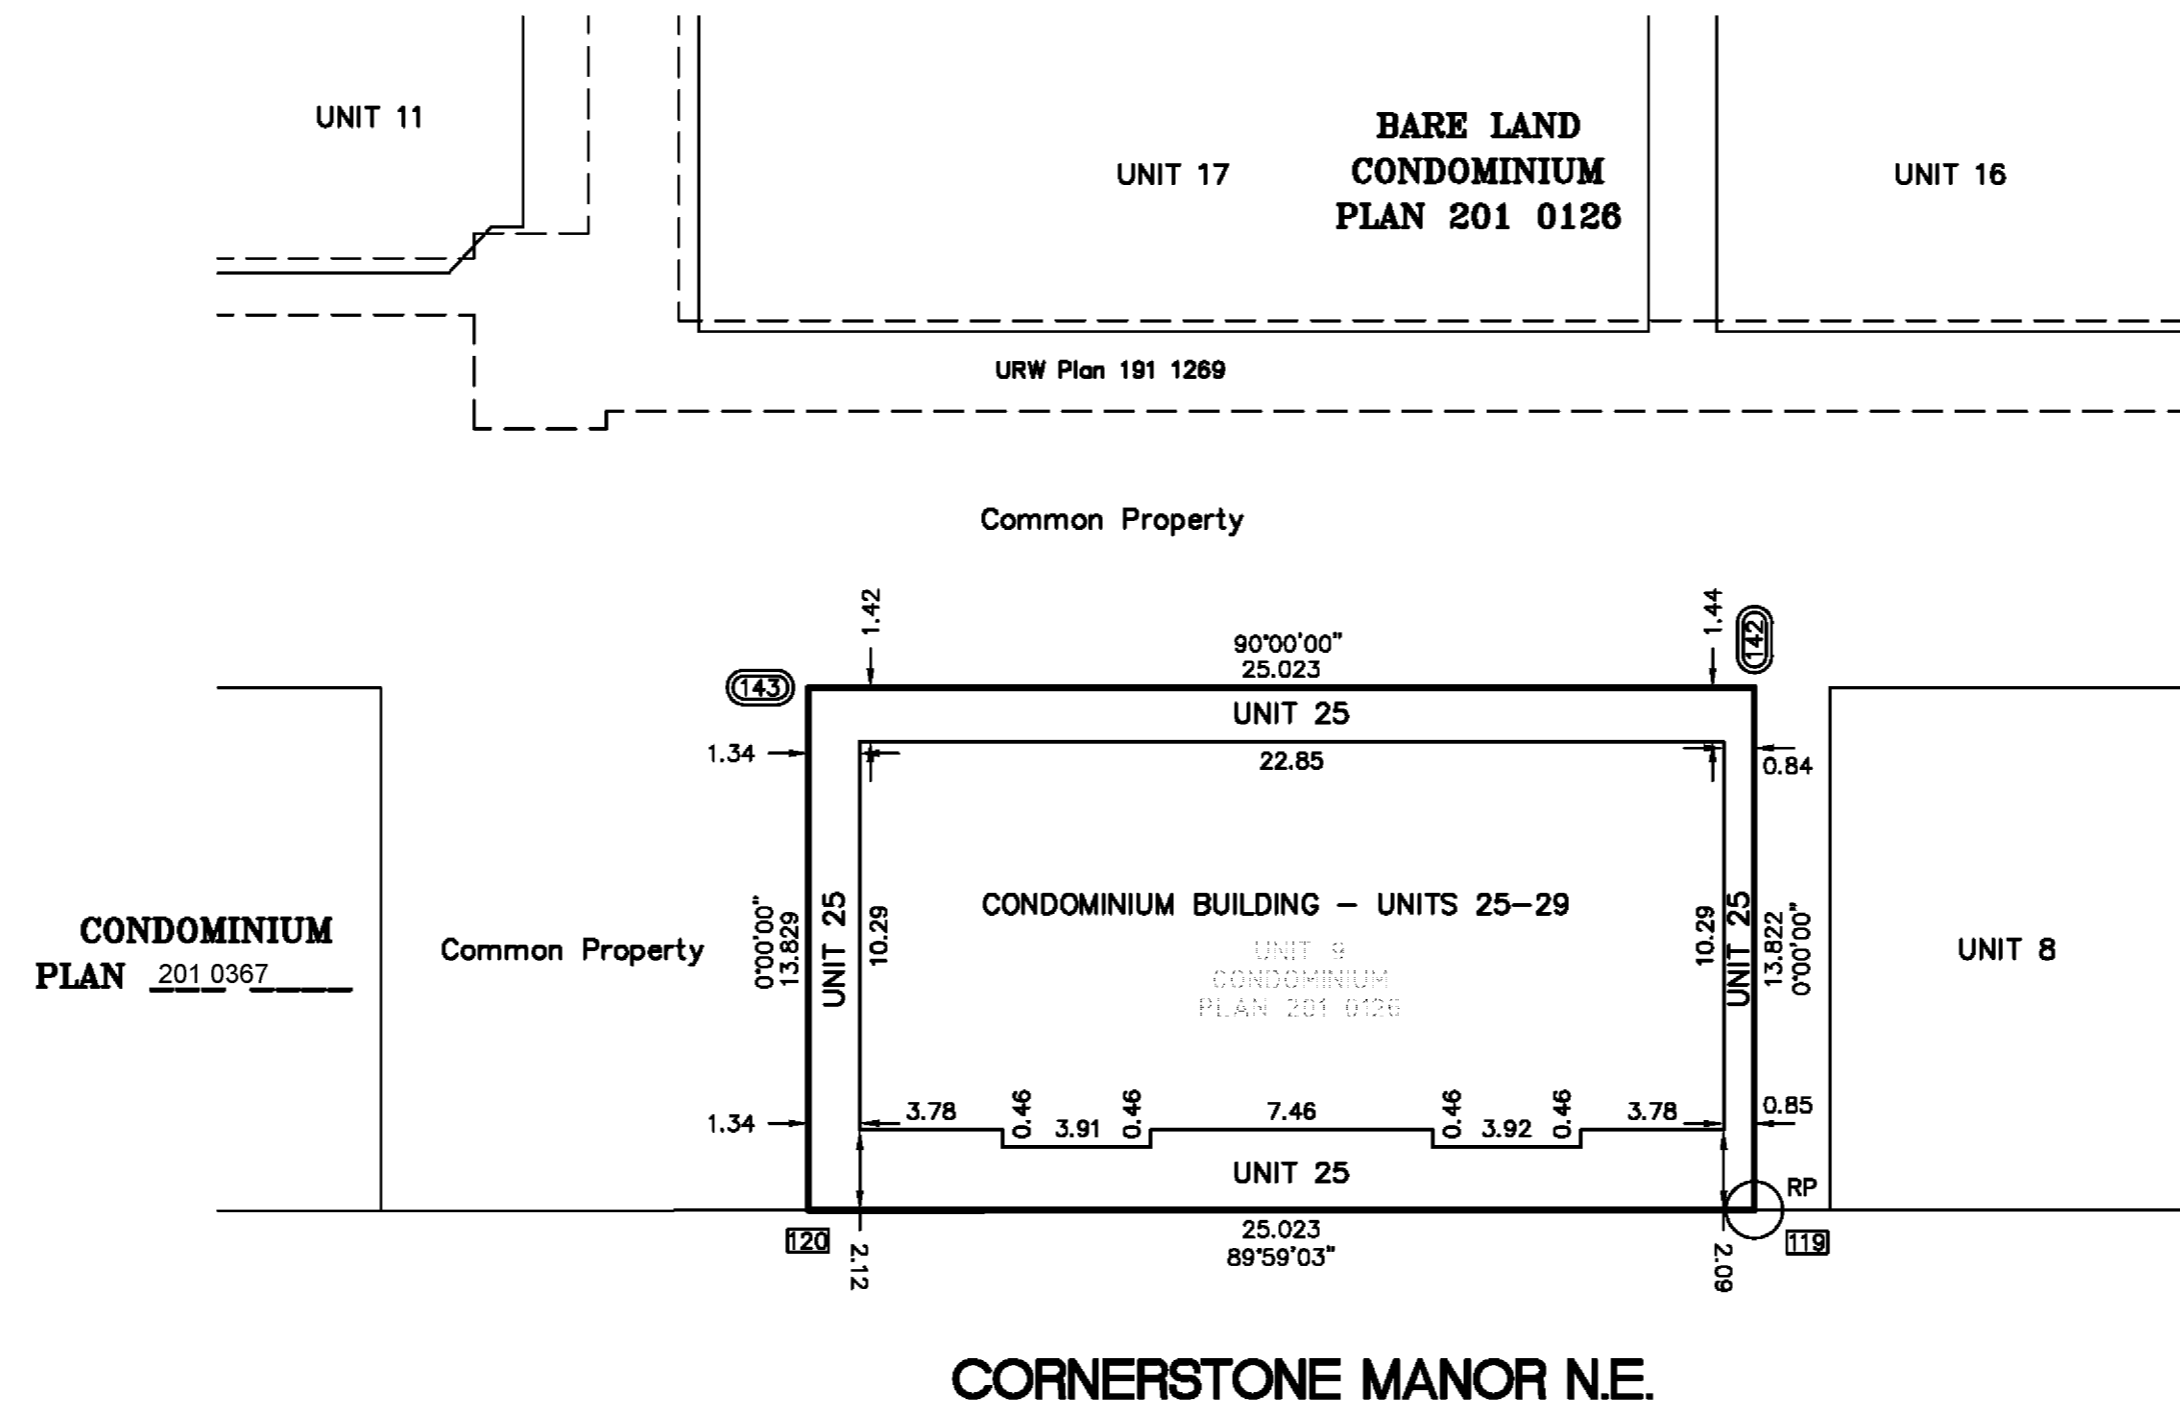 UNIT 11
BARE LAND
CONDOMINIUM
PLAN 201 0126
UNIT 17
UNIT 16
URW Plan 191 1269
Common Property
1.42
1.44
142
90°00'00"
25.023
143
UNIT 25
1.34
22.85
0.84
CONDOMINIUM BUILDING - UNITS 25-29
UNIT 9
CONDOMINIUM
PLAN 201 0126
UNIT 25
10.29
10.29
UNIT 25
0°00'00"
13.829
13.822
0°00'00"
CONDOMINIUM
PLAN 201 0367
Common Property
UNIT 8
1.34
3.78
0.46
3.91
0.46
7.46
0.46
3.92
0.46
3.78
0.85
UNIT 25
RP
120
2.12
25.023
89°59'03"
2.09
119
CORNERSTONE MANOR N.E.